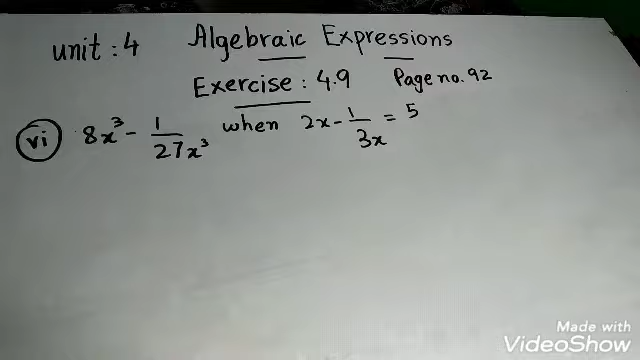 unit : 4 Algebraic Expressions
Exercise : 4.9 Page no. 92
vi 8x³ - 1/27x³ when 2x - 1/3x = 5
Made with
VideoShow